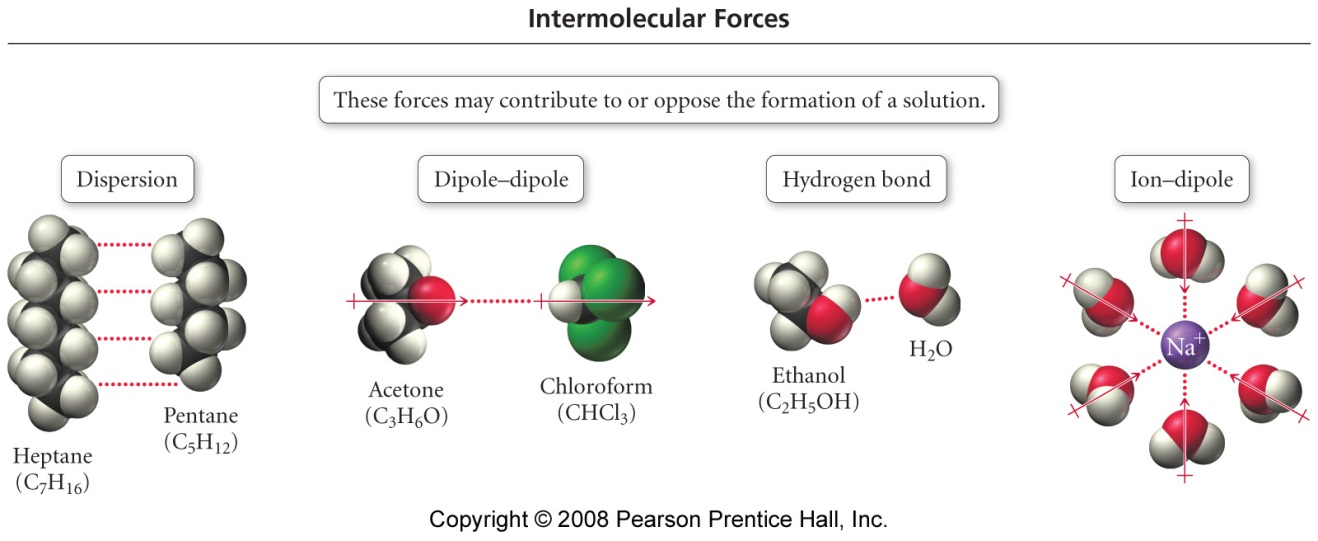 Intermolecular Forces
These forces may contribute to or oppose the formation of a solution.
Dispersion
Dipole–dipole
Hydrogen bond
Ion–dipole
Heptane
(C₇H₁₆)
Pentane
(C₅H₁₂)
Acetone
(C₃H₆O)
Chloroform
(CHCl₃)
Ethanol
(C₂H₅OH)
H₂O
Na⁺
Copyright © 2008 Pearson Prentice Hall, Inc.